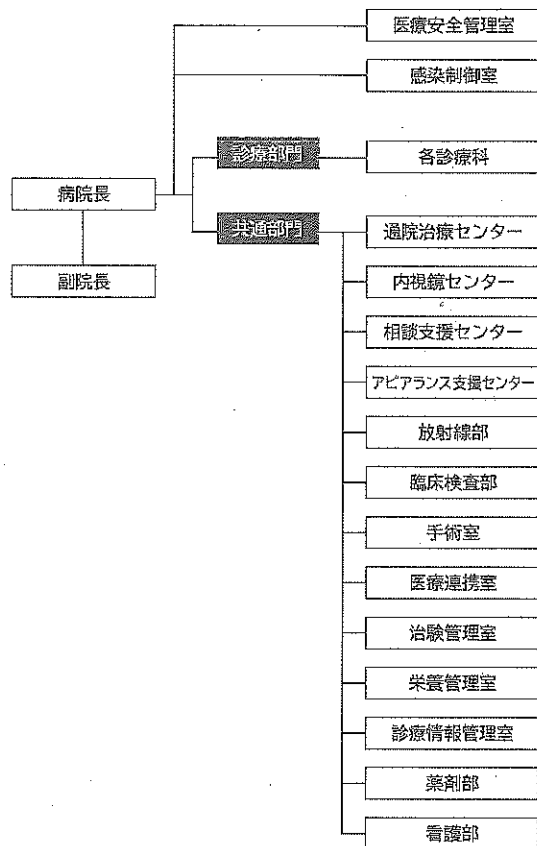 医療安全管理室
感染制御室
診療部門
各診療科
病院長
共通部門
通院治療センター
副院長
内視鏡センター
相談支援センター
アピアランス支援センター
放射線部
臨床検査部
手術室
医療連携室
治験管理室
栄養管理室
診療情報管理室
薬剤部
看護部